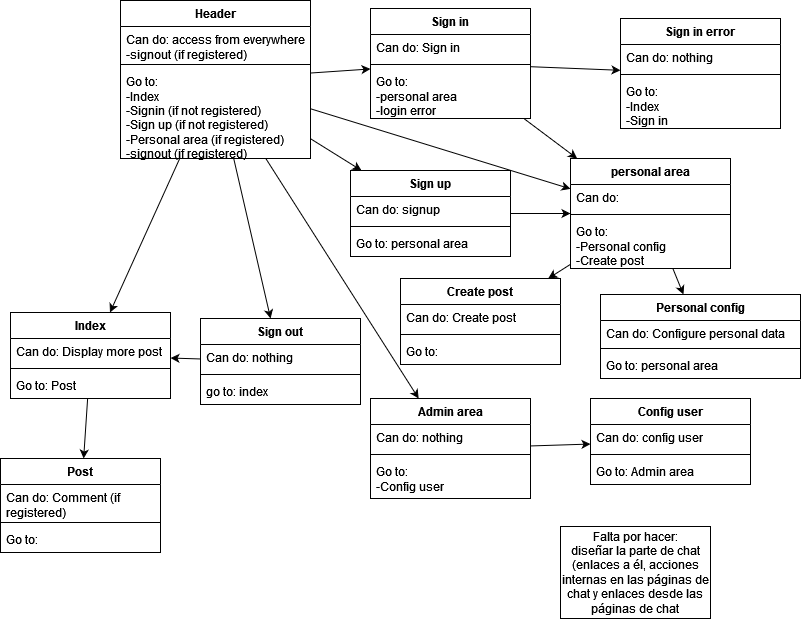 Header
Can do: access from everywhere
-signout (if registered)
Go to:
-Index
-Signin (if not registered)
-Sign up (if not registered)
-Personal area (if registered)
-signout (if registered)
Sign in
Can do: Sign in
Go to:
-personal area
-login error
Sign in error
Can do: nothing
Go to:
-Index
-Sign in
Sign up
Can do: signup
Go to: personal area
personal area
Can do:
Go to:
-Personal config
-Create post
Create post
Can do: Create post
Go to:
Personal config
Can do: Configure personal data
Go to: personal area
Index
Can do: Display more post
Go to: Post
Sign out
Can do: nothing
go to: index
Admin area
Can do: nothing
Go to:
-Config user
Config user
Can do: config user
Go to: Admin area
Post
Can do: Comment (if
registered)
Go to:
Falta por hacer:
diseñar la parte de chat
(enlaces a él, acciones
internas en las páginas de
chat y enlaces desde las
páginas de chat